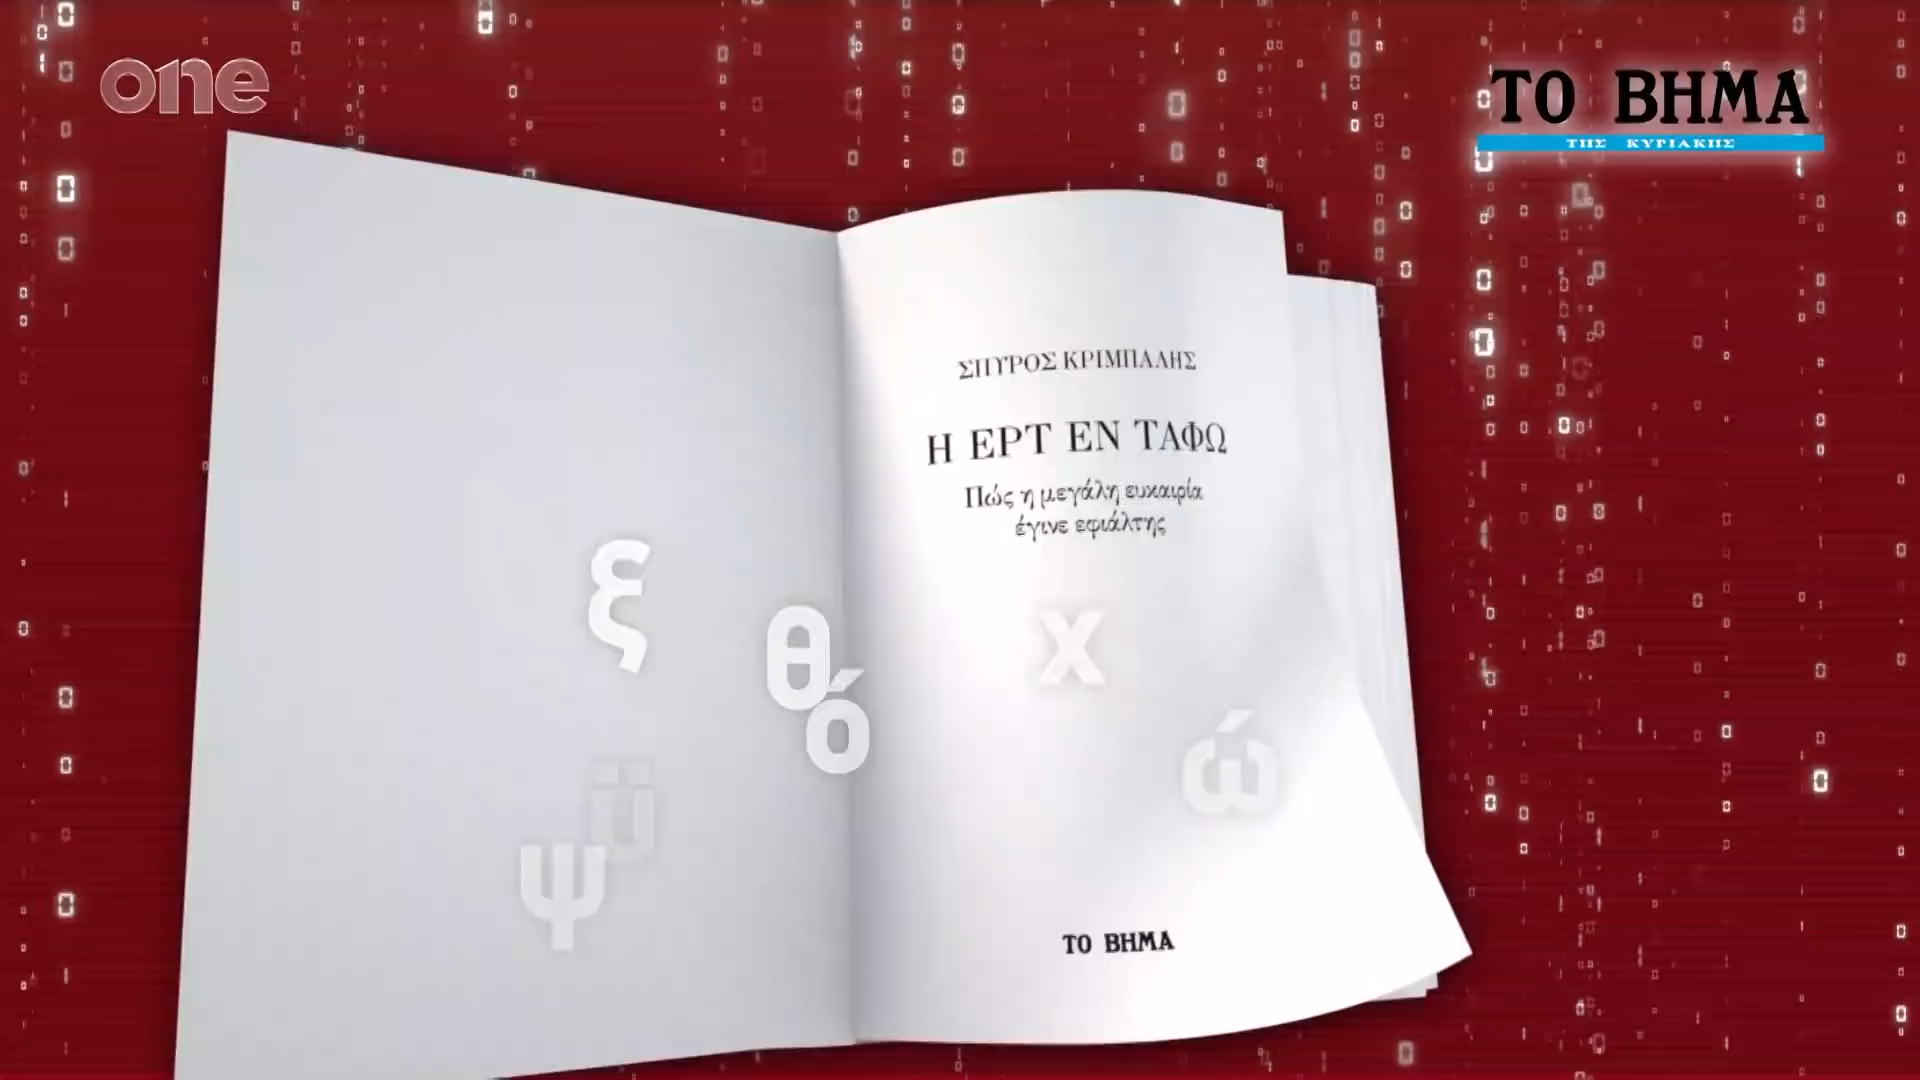 one
ΤΟ ΒΗΜΑ
ΤΗΣ ΚΥΡΙΑΚΗΣ
ΣΠΥΡΟΣ ΚΡΙΜΠΑΛΗΣ
Η ΕΡΤ ΕΝ ΤΑΦΩ
Πώς η μεγάλη ευκαιρία
έγινε εφιάλτης
ξ
θ
χ
ό
ώ
ϋ
ψ
ΤΟ ΒΗΜΑ